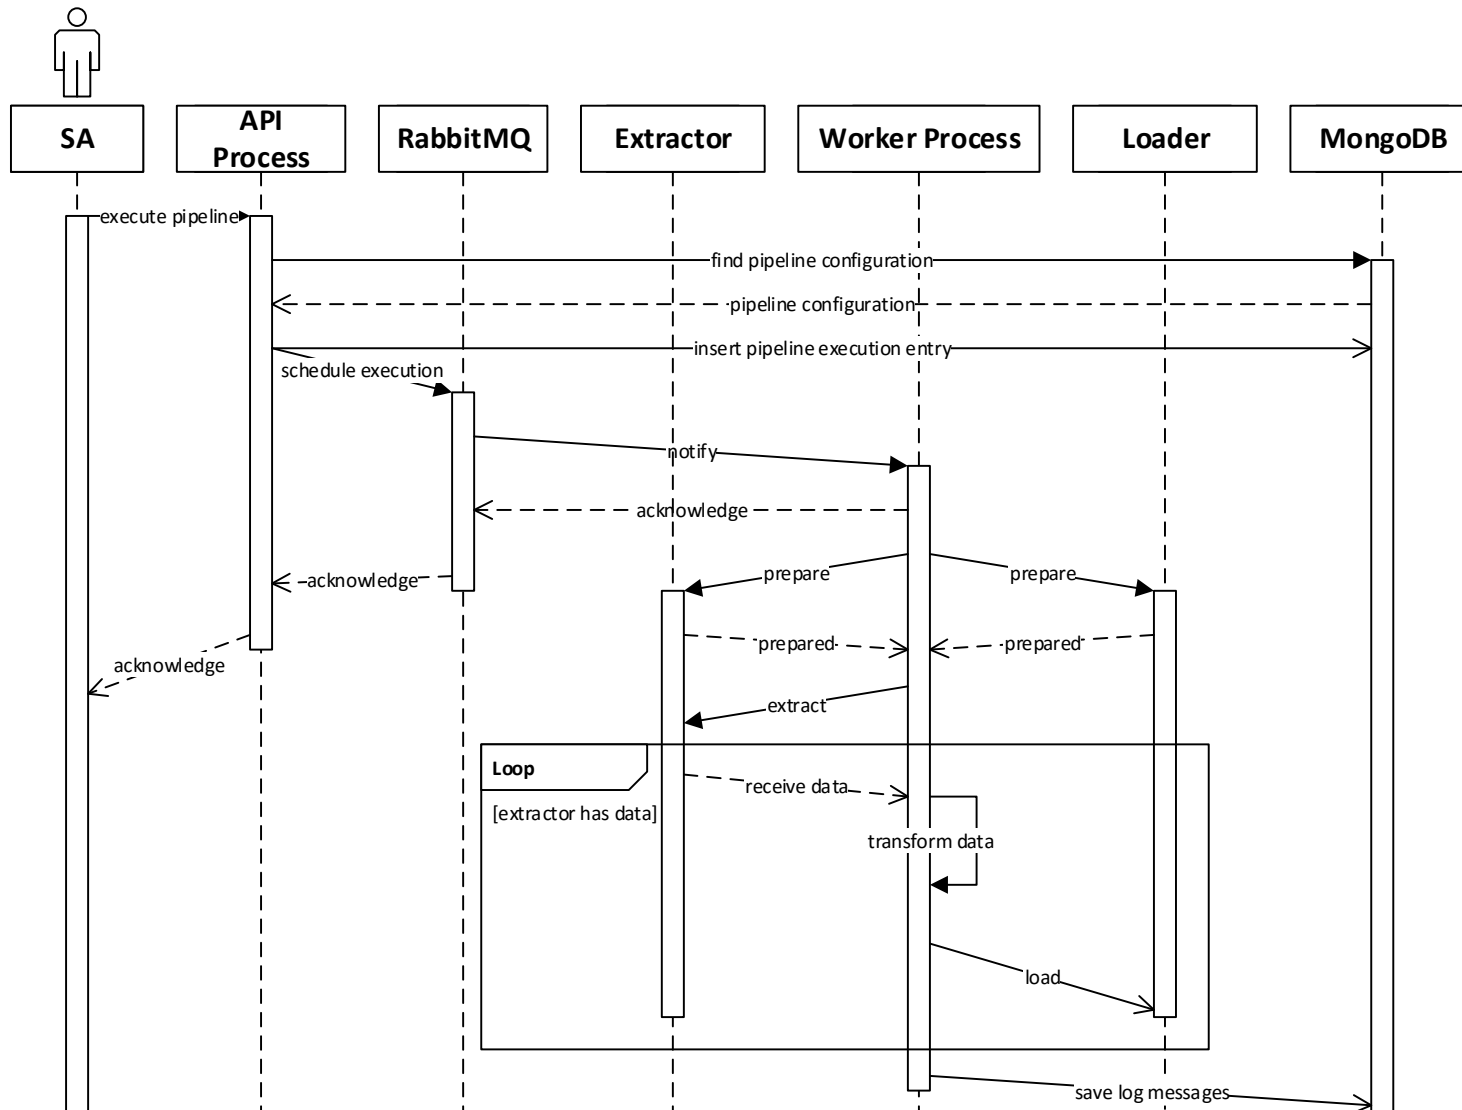 SA
API
Process
RabbitMQ
Extractor
Worker Process
Loader
MongoDB
execute pipeline
find pipeline configuration
pipeline configuration
insert pipeline execution entry
schedule execution
notify
acknowledge
prepare
prepare
acknowledge
prepared
prepared
acknowledge
extract
Loop
receive data
[extractor has data]
transform data
load
save log messages